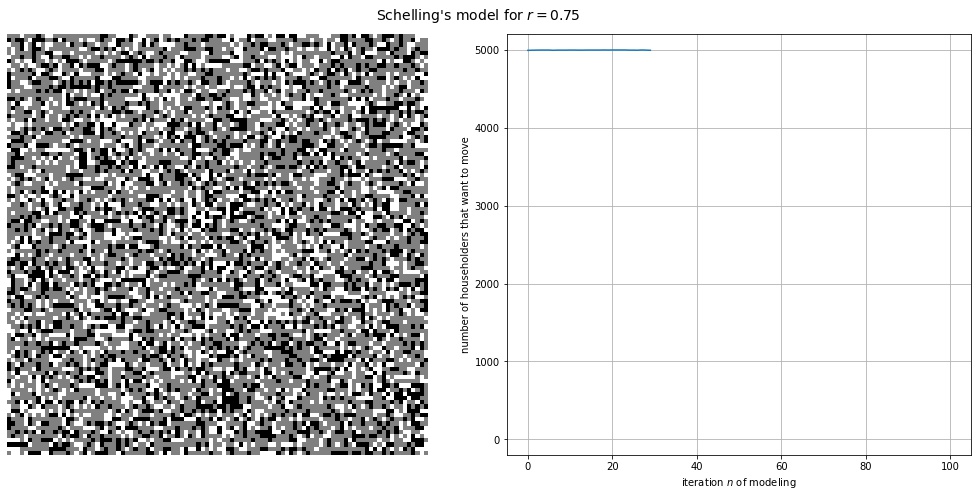 Schelling's model for r = 0.75
number of householders that want to move
5000
4000
3000
2000
1000
0
0 20 40 60 80 100
iteration n of modeling